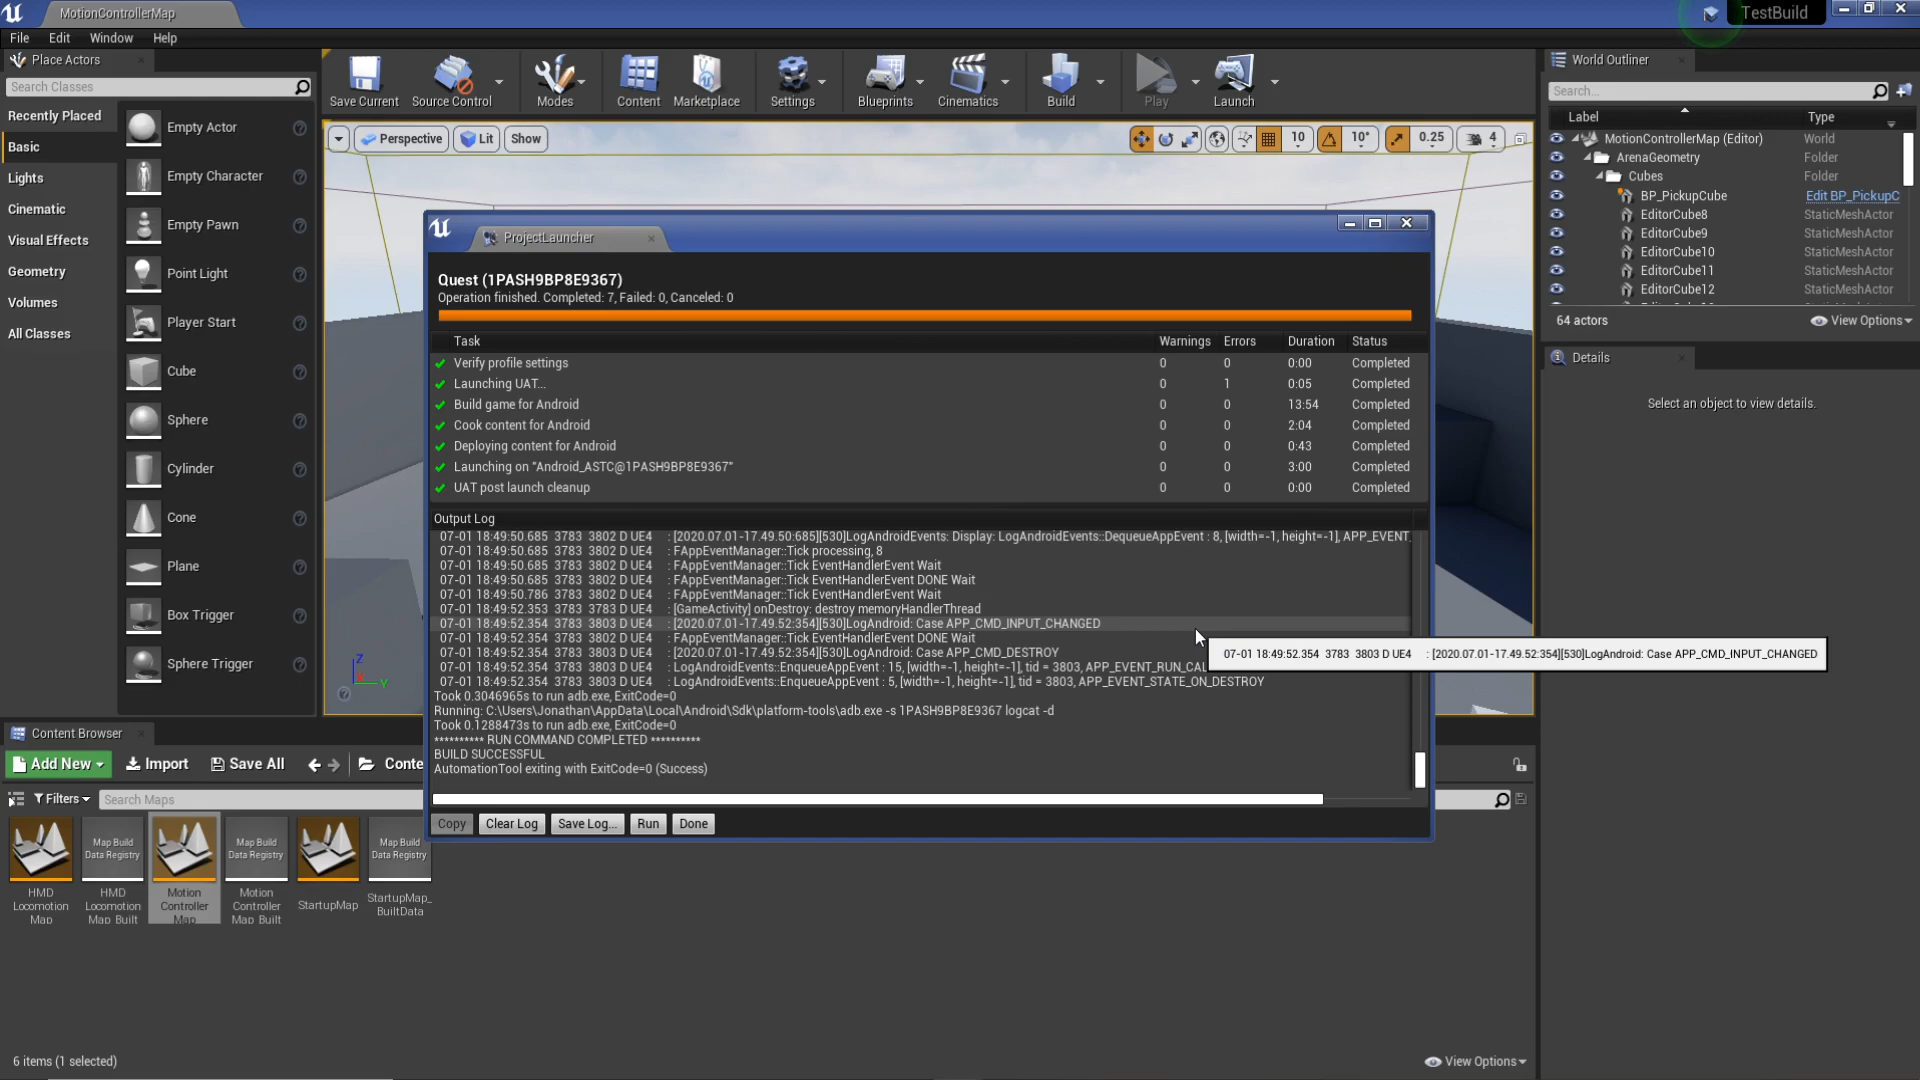 MotionControllerMap
TestBuild
File Edit Window Help
Place Actors
Search Classes
Recently Placed
Basic
Lights
Cinematic
Visual Effects
Geometry
Volumes
All Classes
Empty Actor
Empty Character
Empty Pawn
Point Light
Player Start
Cube
Sphere
Cylinder
Cone
Plane
Box Trigger
Sphere Trigger
Save Current Source Control Modes Content Marketplace Settings Blueprints Cinematics Build Play Launch
Perspective Lit Show 10 10° 0.25 4
ProjectLauncher
Quest (1PASH9BP8E9367)
Operation finished. Completed: 7, Failed: 0, Canceled: 0
Task Warnings Errors Duration Status
Verify profile settings 0 0 0:00 Completed
Launching UAT... 0 1 0:05 Completed
Build game for Android 0 0 13:54 Completed
Cook content for Android 0 0 2:04 Completed
Deploying content for Android 0 0 0:43 Completed
Launching on "Android_ASTC@1PASH9BP8E9367" 0 0 3:00 Completed
UAT post launch cleanup 0 0 0:00 Completed
Output Log
07-01 18:49:50.685 3783 3802 D UE4 : [2020.07.01-17.49.50:685][530]LogAndroidEvents: Display: LogAndroidEvents::DequeueAppEvent : 8, [width=-1, height=-1], APP_EVENT_
07-01 18:49:50.685 3783 3802 D UE4 : FAppEventManager::Tick processing, 8
07-01 18:49:50.685 3783 3802 D UE4 : FAppEventManager::Tick EventHandlerEvent Wait
07-01 18:49:50.685 3783 3802 D UE4 : FAppEventManager::Tick EventHandlerEvent DONE Wait
07-01 18:49:50.786 3783 3802 D UE4 : FAppEventManager::Tick EventHandlerEvent Wait
07-01 18:49:52.353 3783 3783 D UE4 : [GameActivity] onDestroy: destroy memoryHandlerThread
07-01 18:49:52.354 3783 3803 D UE4 : [2020.07.01-17.49.52:354][530]LogAndroid: Case APP_CMD_INPUT_CHANGED
07-01 18:49:52.354 3783 3802 D UE4 : FAppEventManager::Tick EventHandlerEvent DONE Wait
07-01 18:49:52.354 3783 3803 D UE4 : [2020.07.01-17.49.52:354][530]LogAndroid: Case APP_CMD_DESTROY
07-01 18:49:52.354 3783 3803 D UE4 : LogAndroidEvents::EnqueueAppEvent : 15, [width=-1, height=-1], tid = 3803, APP_EVENT_RUN_CAL
07-01 18:49:52.354 3783 3803 D UE4 : LogAndroidEvents::EnqueueAppEvent : 5, [width=-1, height=-1], tid = 3803, APP_EVENT_STATE_ON_DESTROY
Took 0.3046965s to run adb.exe, ExitCode=0
Running: C:\Users\Jonathan\AppData\Local\Android\Sdk\platform-tools\adb.exe -s 1PASH9BP8E9367 logcat -d
Took 0.1288473s to run adb.exe, ExitCode=0
********** RUN COMMAND COMPLETED **********
BUILD SUCCESSFUL
AutomationTool exiting with ExitCode=0 (Success)
Copy Clear Log Save Log... Run Done
07-01 18:49:52.354 3783 3803 D UE4 : [2020.07.01-17.49.52:354][530]LogAndroid: Case APP_CMD_INPUT_CHANGED
Z
Y
World Outliner
Search...
Label Type
MotionControllerMap (Editor) World
ArenaGeometry Folder
Cubes Folder
BP_PickupCube Edit BP_PickupC
EditorCube8 StaticMeshActor
EditorCube9 StaticMeshActor
EditorCube10 StaticMeshActor
EditorCube11 StaticMeshActor
EditorCube12 StaticMeshActor
64 actors View Options
Details
Select an object to view details.
Content Browser
Add New Import Save All Conte
Filters Search Maps
Map Build
Data Registry
Map Build
Data Registry
Map Build
Data Registry
HMD
Locomotion
Map
HMD
Locomotion
Map Built
Motion
Controller
Map
Motion
Controller
Map Built
StartupMap
StartupMap_
BuiltData
6 items (1 selected)
View Options